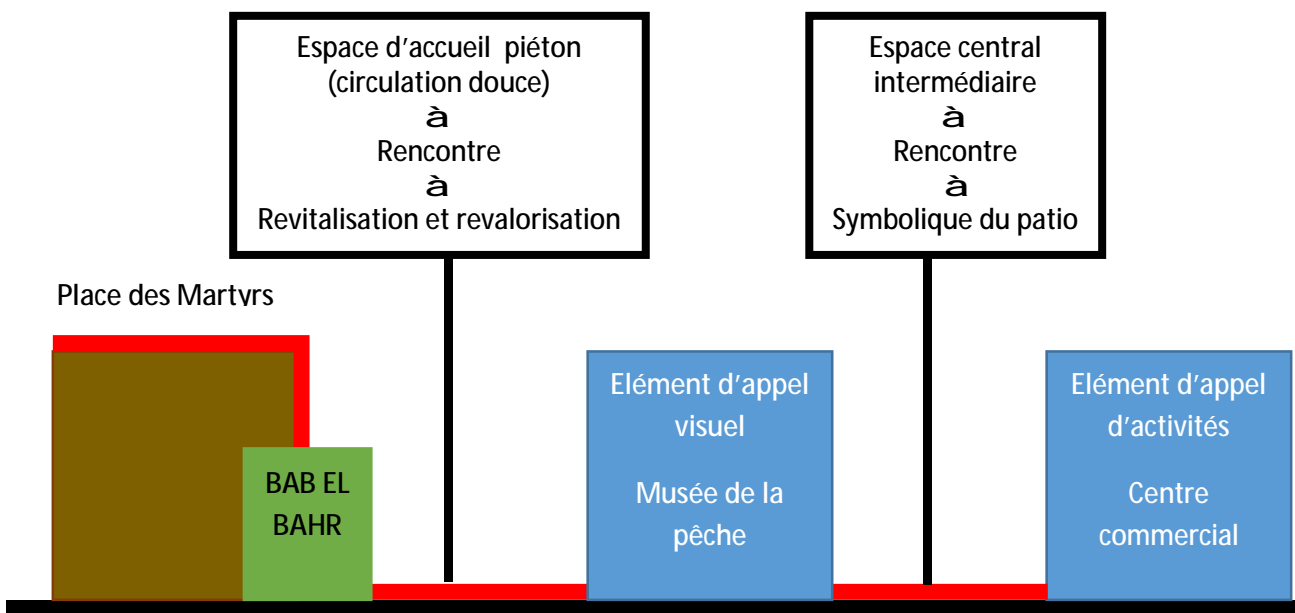 Espace d'accueil piéton
(circulation douce)
à
Rencontre
à
Revitalisation et revalorisation
Espace central
intermédiaire
à
Rencontre
à
Symbolique du patio
Place des Martyrs
BAB EL
BAHR
Elément d'appel
visuel
Musée de la
pêche
Elément d'appel
d'activités
Centre
commercial